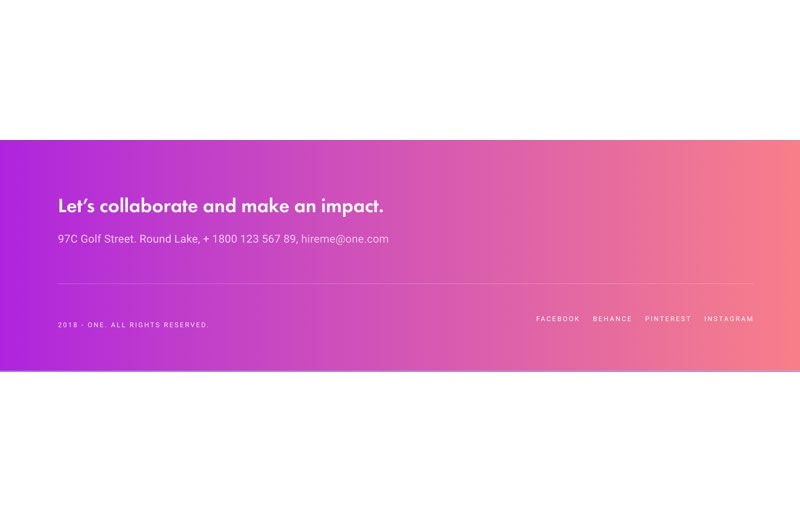 Let’s collaborate and make an impact.
97C Golf Street. Round Lake, + 1800 123 567 89, hireme@one.com
2018 - ONE. ALL RIGHTS RESERVED.
FACEBOOK BEHANCE PINTEREST INSTAGRAM